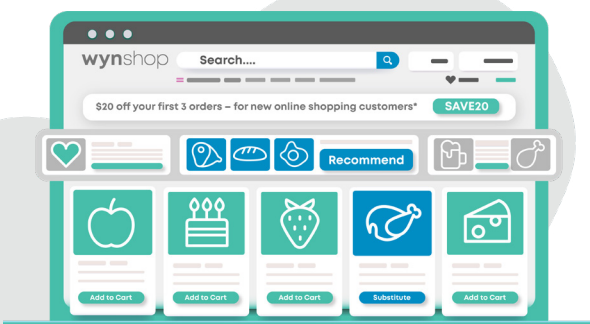 wynshop
Search....
$20 off your first 3 orders – for new online shopping customers*
SAVE20
Recommend
Add to Cart
Add to Cart
Add to Cart
Substitute
Add to Cart